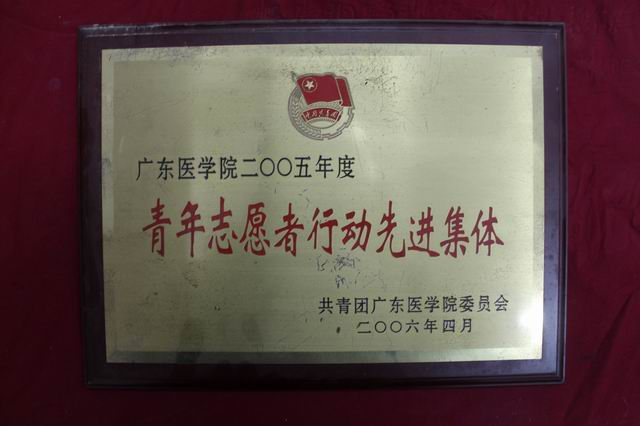 广东医学院二〇〇五年度
青年志愿者行动先进集体
共青团广东医学院委员会
二〇〇六年四月